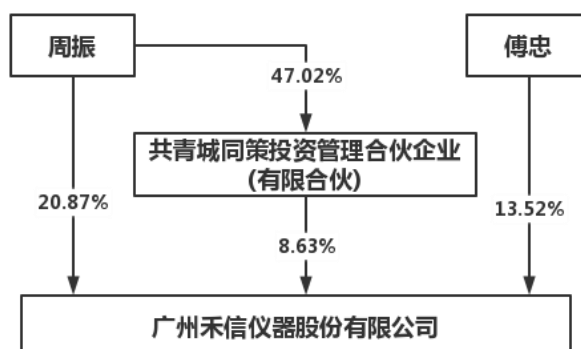 周振
傅忠
47.02%
共青城同策投资管理合伙企业
(有限合伙)
20.87%
13.52%
8.63%
广州禾信仪器股份有限公司